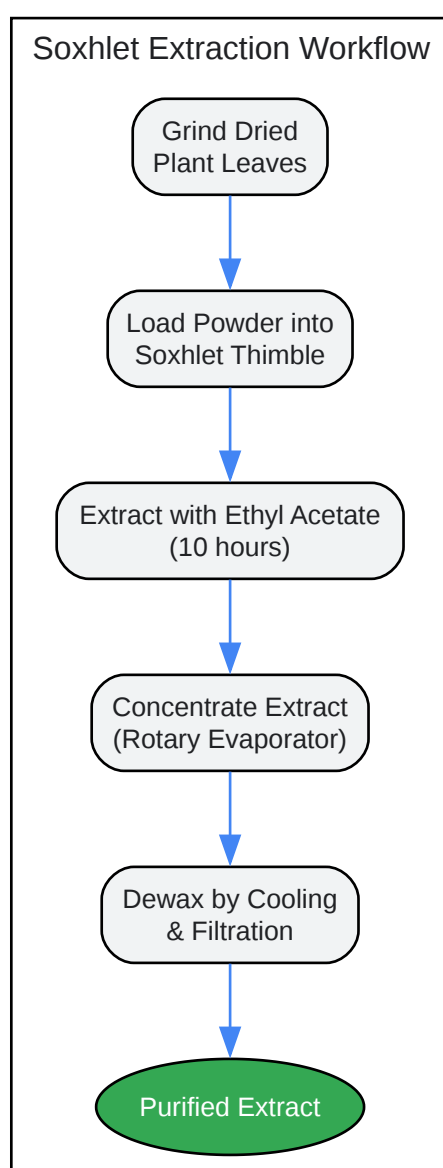 Soxhlet Extraction Workflow
Grind Dried
Plant Leaves
Load Powder into
Soxhlet Thimble
Extract with Ethyl Acetate
(10 hours)
Concentrate Extract
(Rotary Evaporator)
Dewax by Cooling
& Filtration
Purified Extract